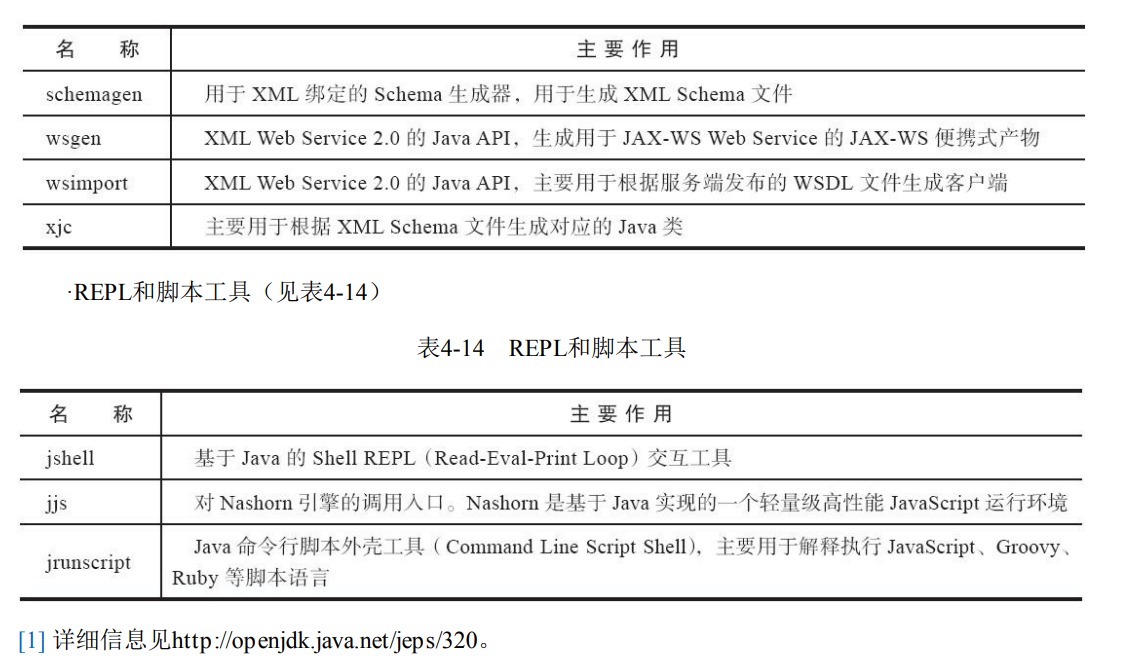 名 称 主 要 作 用
schemagen 用于 XML 绑定的 Schema 生成器，用于生成 XML Schema 文件
wsgen XML Web Service 2.0 的 Java API，生成用于 JAX-WS Web Service 的 JAX-WS 便携式产物
wsimport XML Web Service 2.0 的 Java API，主要用于根据服务端发布的 WSDL 文件生成客户端
xjc 主要用于根据 XML Schema 文件生成对应的 Java 类
·REPL和脚本工具（见表4-14）
表4-14 REPL和脚本工具
名 称 主 要 作 用
jshell 基于 Java 的 Shell REPL（Read-Eval-Print Loop）交互工具
jjs 对 Nashorn 引擎的调用入口。Nashorn 是基于 Java 实现的一个轻量级高性能 JavaScript 运行环境
jrunscript Java 命令行脚本外壳工具（Command Line Script Shell），主要用于解释执行 JavaScript、Groovy、
Ruby 等脚本语言
[1] 详细信息见http://openjdk.java.net/jeps/320。